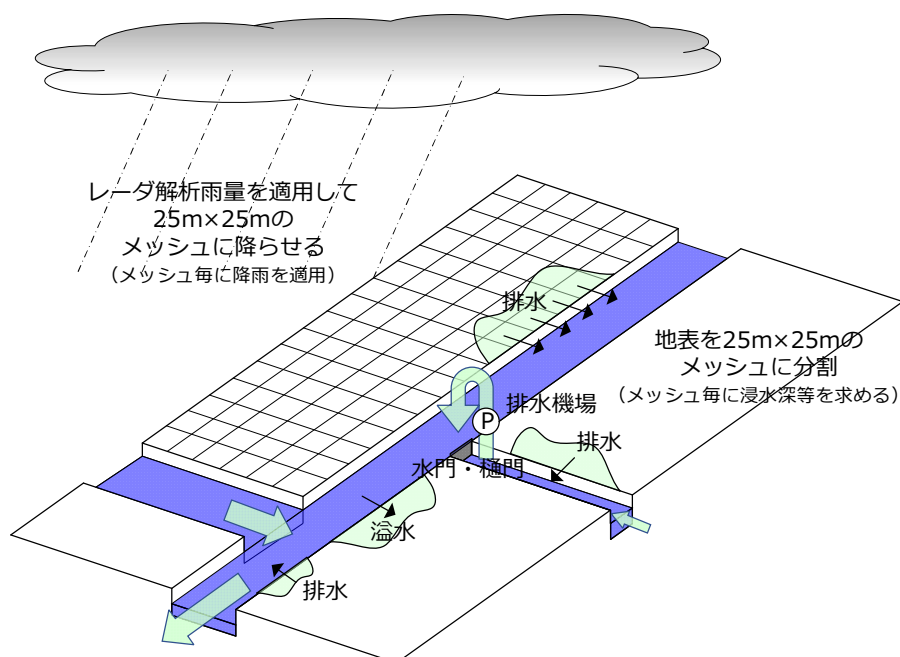 レーダ解析雨量を適用して
25m×25mの
メッシュに降らせる
（メッシュ毎に降雨を適用）
排水
地表を25m×25mの
メッシュに分割
（メッシュ毎に浸水深等を求める）
排水機場
P
排水
水門・樋門
溢水
排水